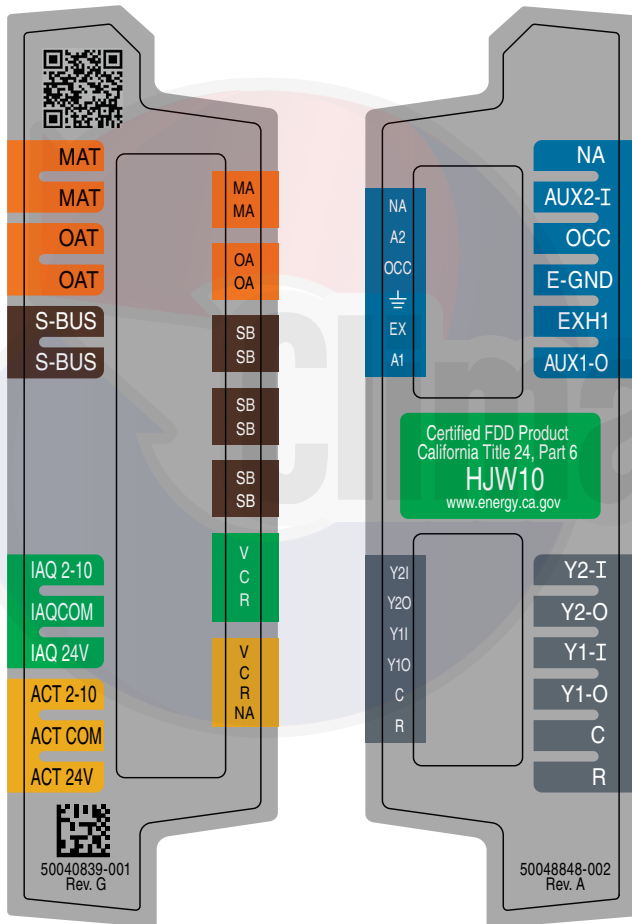 MAT
MAT
OAT
OAT
S-BUS
S-BUS
IAQ 2-10
IAQCOM
IAQ 24V
ACT 2-10
ACT COM
ACT 24V
MA
MA
OA
OA
SB
SB
SB
SB
SB
SB
V
C
R
V
C
R
NA
50040839-001
Rev. G
NA
A2
OCC
EX
A1
NA
AUX2-I
OCC
E-GND
EXH1
AUX1-O
Certified FDD Product
California Title 24, Part 6
HJW10
www.energy.ca.gov
Y2I
Y2O
Y1I
Y1O
C
R
Y2-I
Y2-O
Y1-I
Y1-O
C
R
50048848-002
Rev. A
Clima